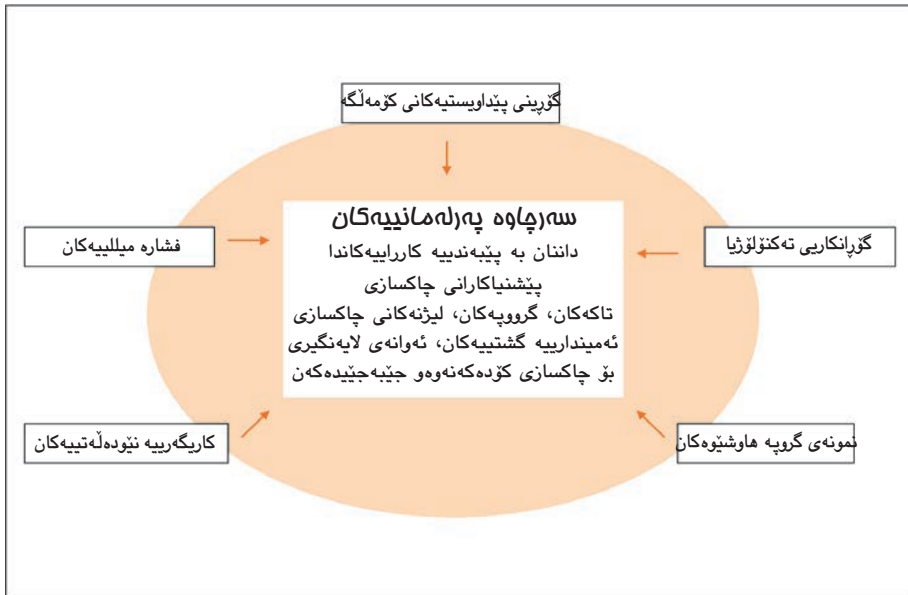 گۆڕینی پێداویستیەکانی کۆمەڵگە
فشارە میللییەکان
گۆڕانکاریی تەکنۆلۆژیا
سەرچاوە پەرلەمانییەکان
داننان بە پێبەندییە کارراییەکاندا
پێشنیاکارانی چاکسازی
تاکەکان، گرووپەکان، لیژنەکانی چاکسازی
ئەمیندارییە گشتییەکان، ئەوانەی لایەنگیری
بۆ چاکسازی کۆدەکەنەوەو جێبەجێیدەکەن
کاریگەرییە نێودەڵەتییەکان
نمونەی گروپە هاوشێوەکان